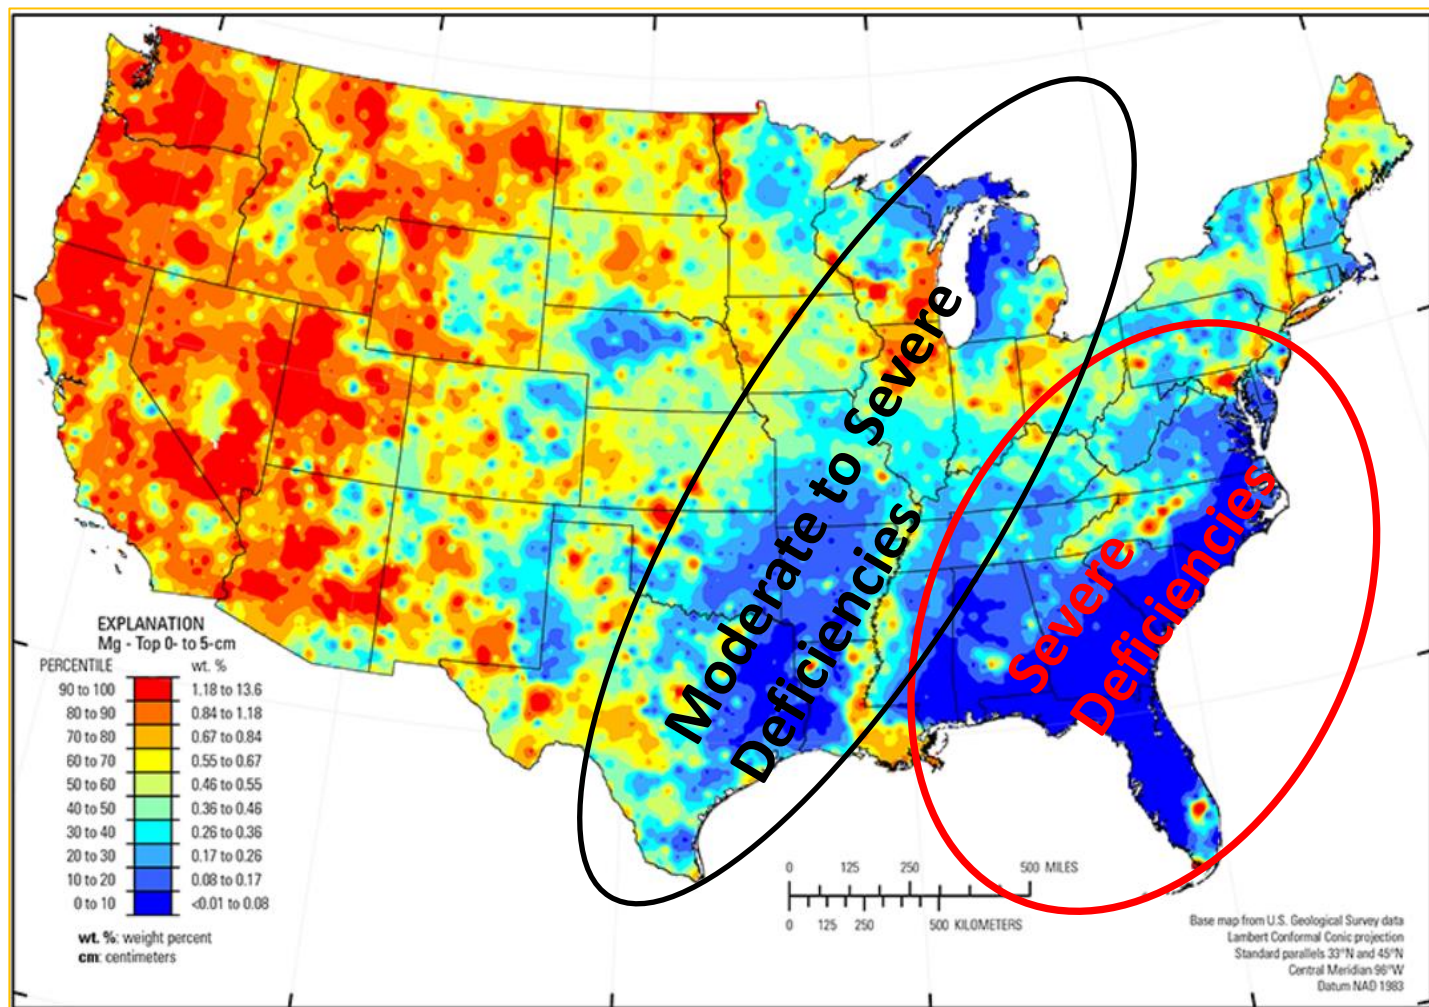 Moderate to Severe
Deficiencies
Severe
Deficiencies
EXPLANATION
Mg - Top 0- to 5-cm
PERCENTILE wt. %
90 to 100 1.18 to 13.6
80 to 90 0.84 to 1.18
70 to 80 0.67 to 0.84
60 to 70 0.55 to 0.67
50 to 60 0.46 to 0.55
40 to 50 0.36 to 0.46
30 to 40 0.26 to 0.36
20 to 30 0.17 to 0.26
10 to 20 0.08 to 0.17
0 to 10 <0.01 to 0.08
wt. %: weight percent
cm: centimeters
0 125 250 500 MILES
0 125 250 500 KILOMETERS
Base map from U.S. Geological Survey data
Lambert Conformal Conic projection
Standard parallels 33°N and 45°N
Central Meridian 96°W
Datum NAD 1983